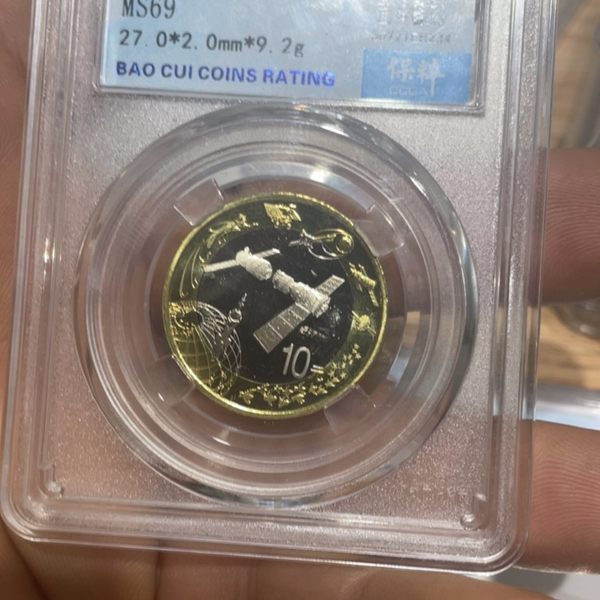 MS69
27.0*2.0mm*9.2g
BAO CUI COINS RATING
保粹
10